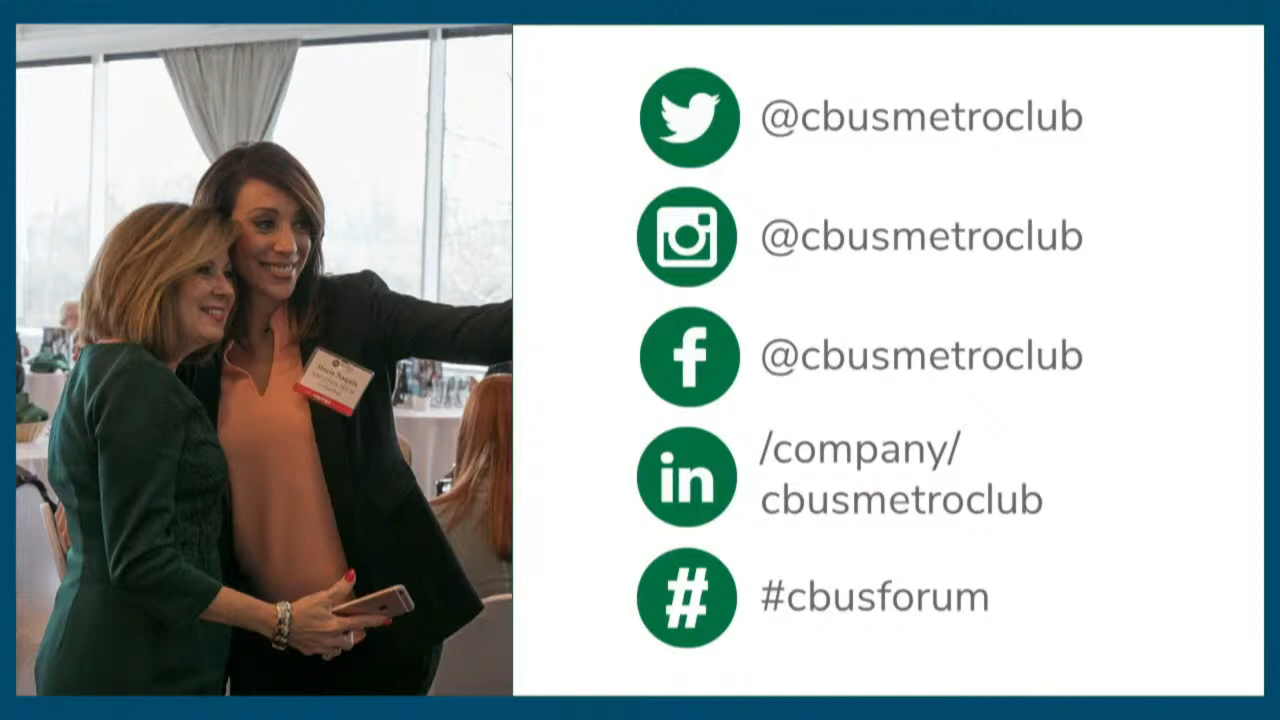 @cbusmetroclub
@cbusmetroclub
@cbusmetroclub
/company/
cbusmetroclub
#cbusforum